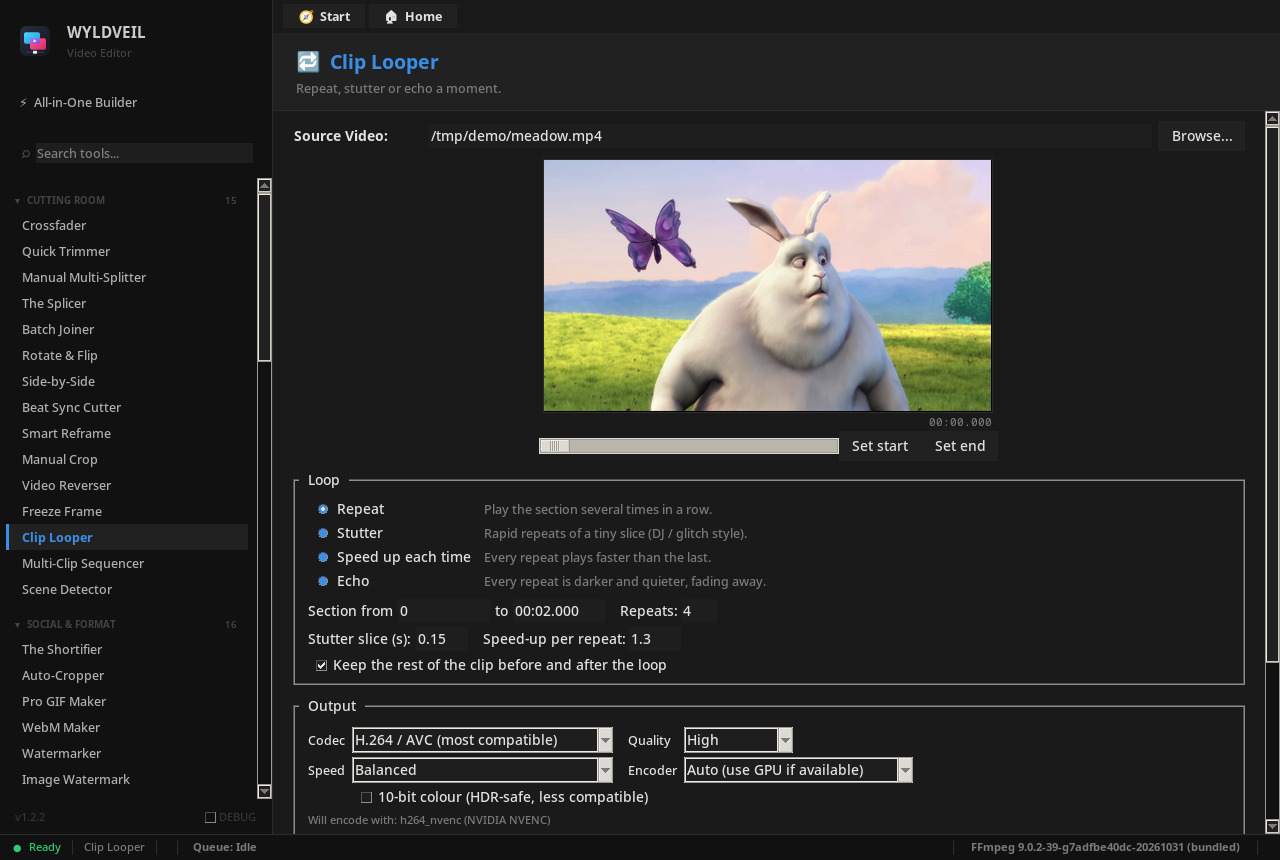 WYLDVEIL
Video Editor
⚡ All-in-One Builder
Search tools...
▾ CUTTING ROOM 15
Crossfader
Quick Trimmer
Manual Multi-Splitter
The Splicer
Batch Joiner
Rotate & Flip
Side-by-Side
Beat Sync Cutter
Smart Reframe
Manual Crop
Video Reverser
Freeze Frame
Clip Looper
Multi-Clip Sequencer
Scene Detector
▾ SOCIAL & FORMAT 16
The Shortifier
Auto-Cropper
Pro GIF Maker
WebM Maker
Watermarker
Image Watermark
v1.2.2 DEBUG
Start Home
Clip Looper
Repeat, stutter or echo a moment.
Source Video: /tmp/demo/meadow.mp4 Browse...
00:00.000
Set start Set end
Loop
Repeat Play the section several times in a row.
Stutter Rapid repeats of a tiny slice (DJ / glitch style).
Speed up each time Every repeat plays faster than the last.
Echo Every repeat is darker and quieter, fading away.
Section from 0 to 00:02.000 Repeats: 4
Stutter slice (s): 0.15 Speed-up per repeat: 1.3
Keep the rest of the clip before and after the loop
Output
Codec H.264 / AVC (most compatible) Quality High
Speed Balanced Encoder Auto (use GPU if available)
10-bit colour (HDR-safe, less compatible)
Will encode with: h264_nvenc (NVIDIA NVENC)
● Ready Clip Looper Queue: Idle FFmpeg 9.0.2-39-g7adfbe40dc-20261031 (bundled)